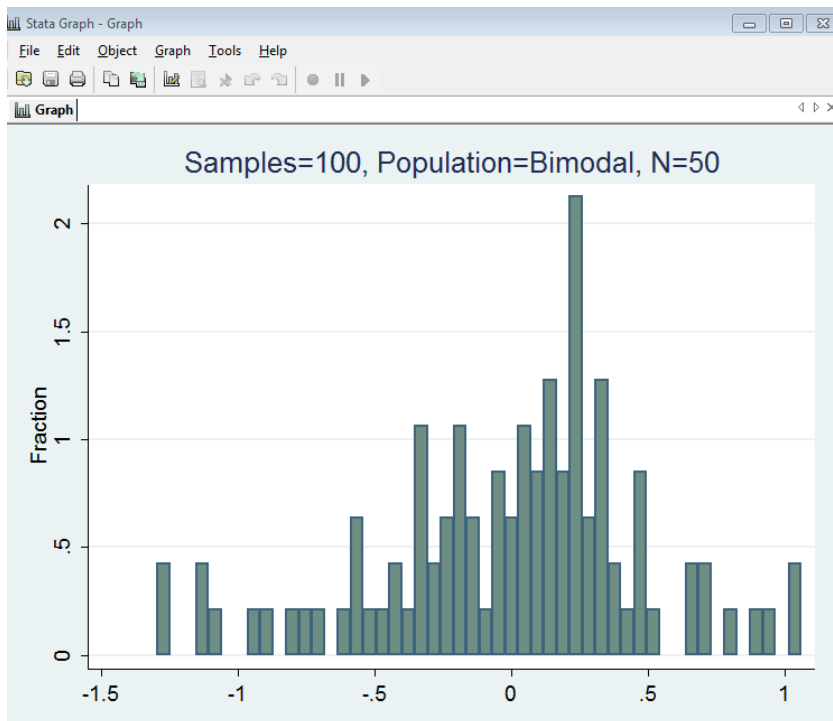 Stata Graph - Graph
File Edit Object Graph Tools Help
Graph
Samples=100, Population=Bimodal, N=50
Fraction
2
1.5
1
.5
0
-1.5 -1 -.5 0 .5 1